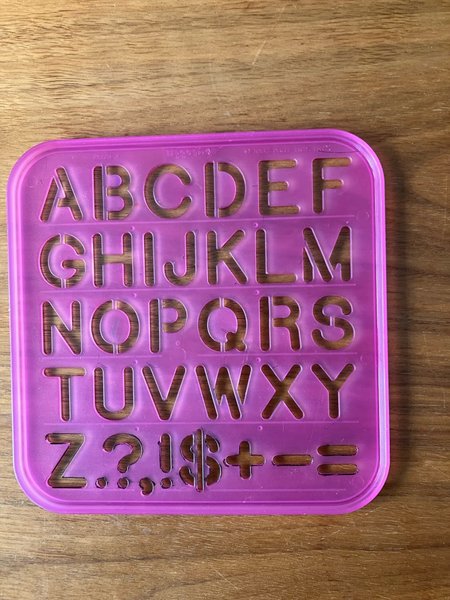 ABCDEF
GHIJKLM
NOPQRS
TUVWXY
Z.?,!$+-=